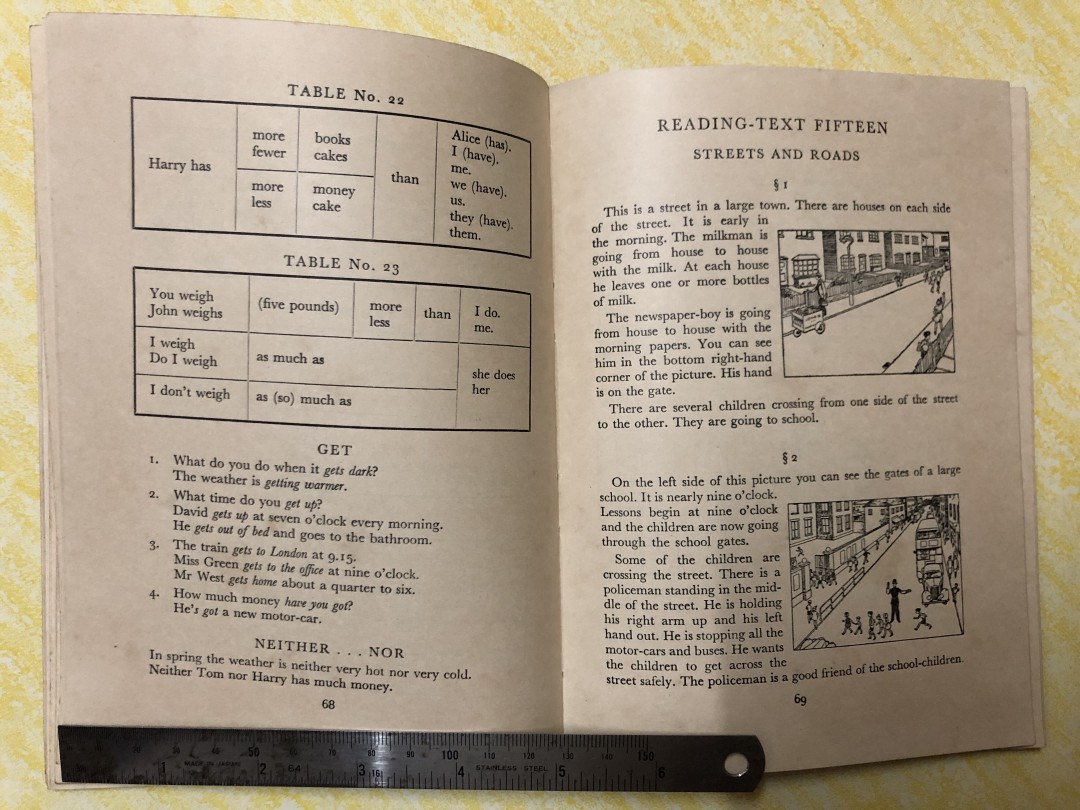 TABLE No. 22
Harry has
more
fewer
books
cakes
more
less
money
cake
than
Alice (has).
I (have).
me.
we (have).
us.
they (have).
them.
TABLE No. 23
You weigh
John weighs
(five pounds)
more
less
than
I do.
me.
I weigh
Do I weigh
as much as
she does
her
I don't weigh
as (so) much as
GET
1. What do you do when it gets dark?
The weather is getting warmer.
2. What time do you get up?
David gets up at seven o'clock every morning.
He gets out of bed and goes to the bathroom.
3. The train gets to London at 9.15.
Miss Green gets to the office at nine o'clock.
Mr West gets home about a quarter to six.
4. How much money have you got?
He's got a new motor-car.
NEITHER . . . NOR
In spring the weather is neither very hot nor very cold.
Neither Tom nor Harry has much money.
68
READING-TEXT FIFTEEN
STREETS AND ROADS
§ 1
This is a street in a large town. There are houses on each side
of the street. It is early in
the morning. The milkman is
going from house to house
with the milk. At each house
he leaves one or more bottles
of milk.
The newspaper-boy is going
from house to house with the
morning papers. You can see
him in the bottom right-hand
corner of the picture. His hand
is on the gate.
There are several children crossing from one side of the street
to the other. They are going to school.
§ 2
On the left side of this picture you can see the gates of a large
school. It is nearly nine o'clock.
Lessons begin at nine o'clock
and the children are now going
through the school gates.
Some of the children are
crossing the street. There is a
policeman standing in the mid-
dle of the street. He is holding
his right arm up and his left
hand out. He is stopping all the
motor-cars and buses. He wants
the children to get across the
street safely. The policeman is a good friend of the school-children.
69
50 100 110 120 130 150
MADE IN JAPAN
1 2 64 3 16 4 STAINLESS STEEL 5 6